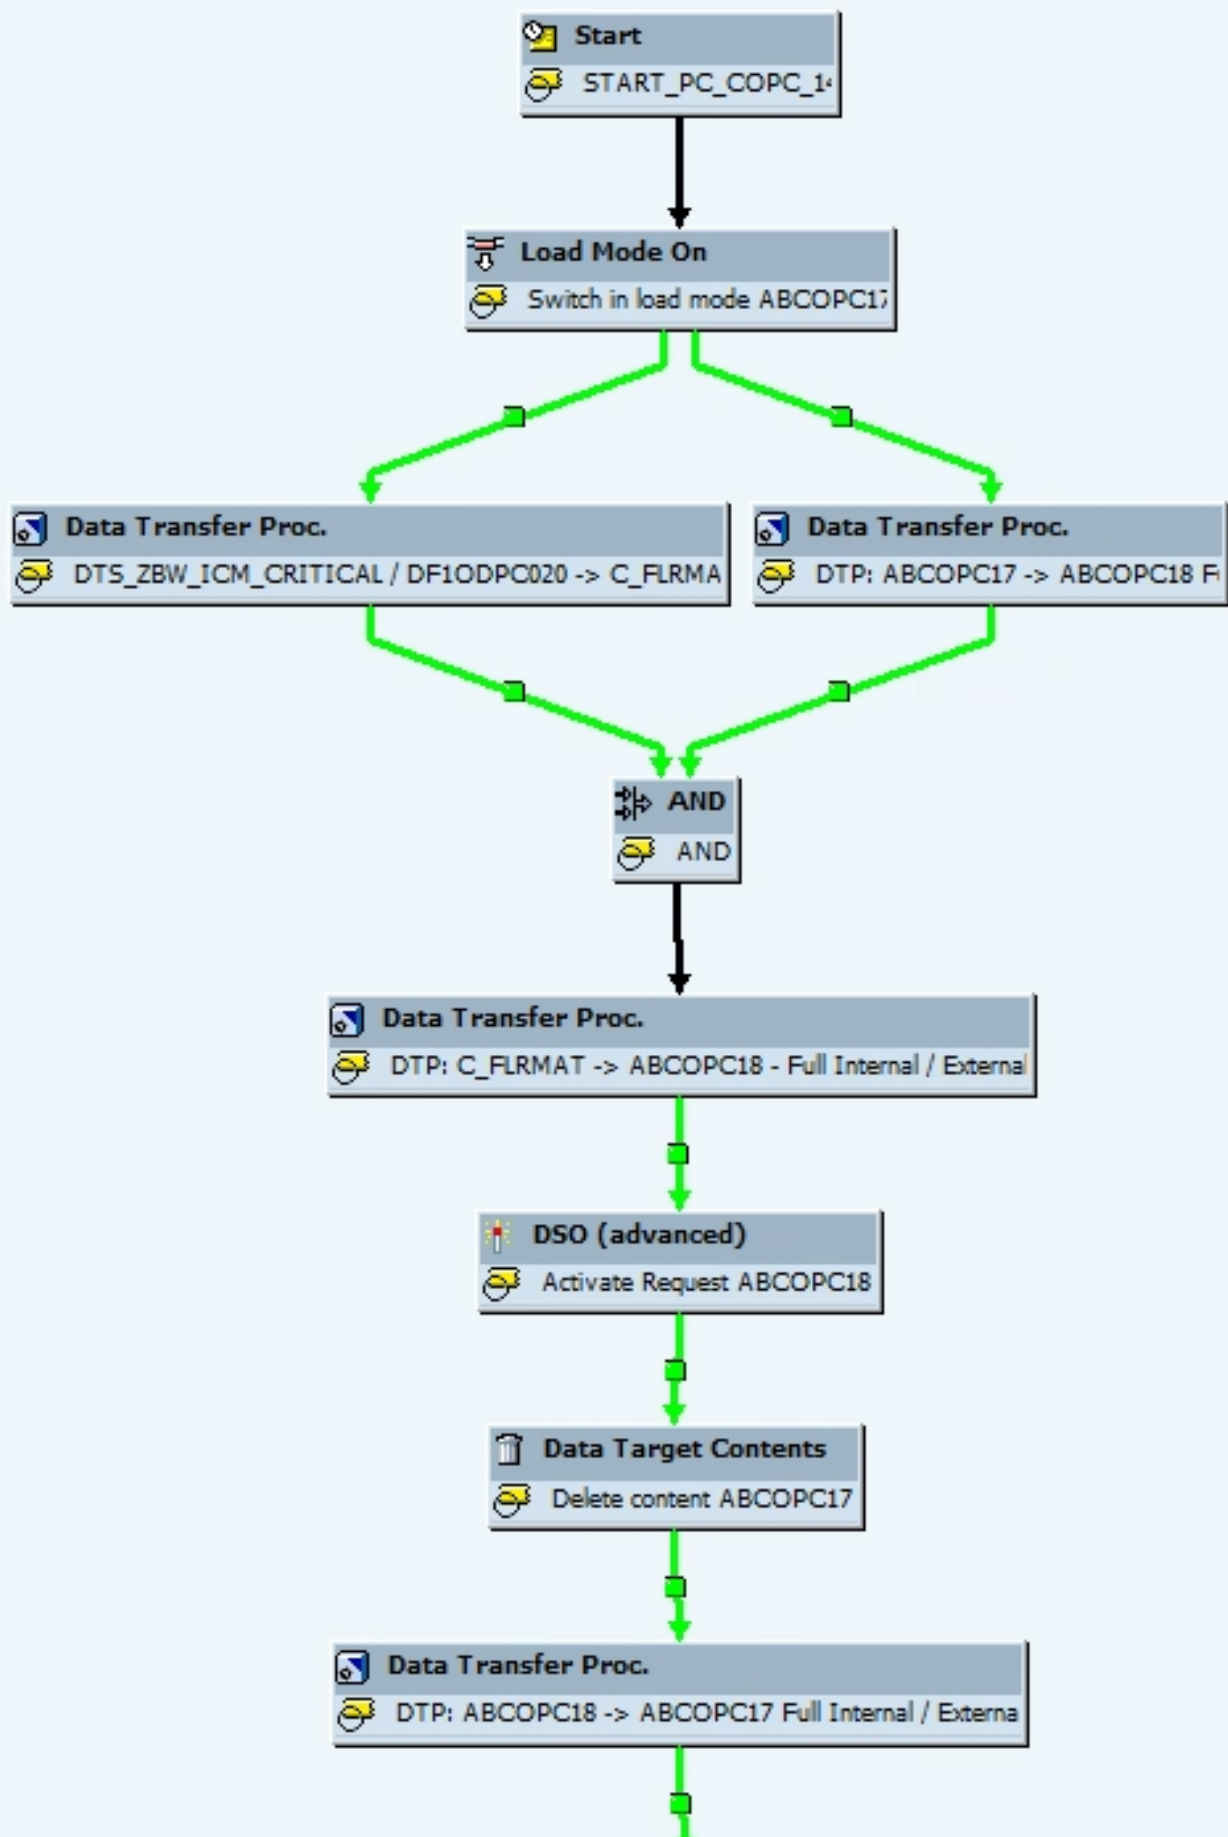 Start
START_PC_COPC_14
Load Mode On
Switch in load mode ABCOPC17
Data Transfer Proc.
DTS_ZBW_ICM_CRITICAL / DF1ODPC020 -> C_FLRMA
Data Transfer Proc.
DTP: ABCOPC17 -> ABCOPC18 F
AND
AND
Data Transfer Proc.
DTP: C_FLRMAT -> ABCOPC18 - Full Internal / External
DSO (advanced)
Activate Request ABCOPC18
Data Target Contents
Delete content ABCOPC17
Data Transfer Proc.
DTP: ABCOPC18 -> ABCOPC17 Full Internal / Externa